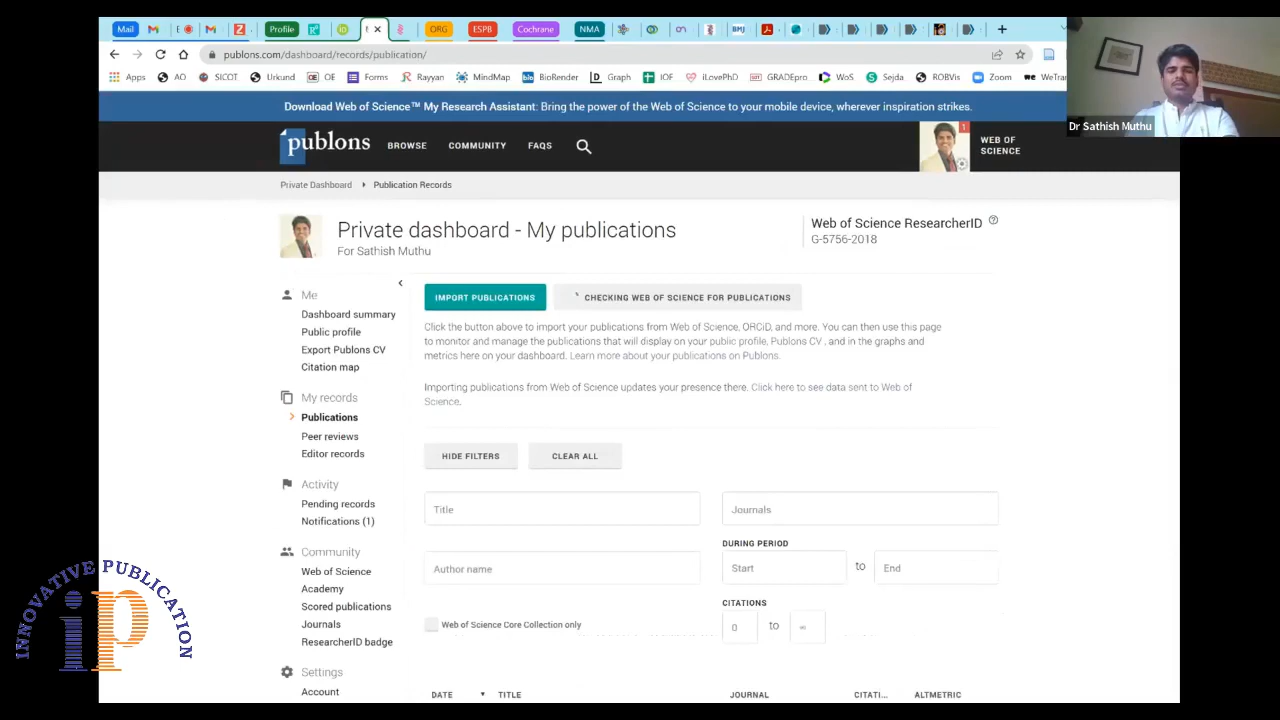 Mail
Profile
ORG
ESPB
Cochrane
NMA
BMJ
publons.com/dashboard/records/publication/
Apps AO SICOT Urkund OE Forms Rayyan MindMap BioRender Graph IOF iLovePhD GRADEpro WoS Sejda ROBVis Zoom WeTra
Dr Sathish Muthu
Download Web of Science™ My Research Assistant: Bring the power of the Web of Science to your mobile device, wherever inspiration strikes.
publons
BROWSE COMMUNITY FAQS
1
WEB OF
SCIENCE
Private Dashboard Publication Records
Private dashboard - My publications
For Sathish Muthu
Web of Science ResearcherID
G-5756-2018
Me
Dashboard summary
Public profile
Export Publons CV
Citation map
My records
Publications
Peer reviews
Editor records
Activity
Pending records
Notifications (1)
Community
Web of Science
Academy
Scored publications
Journals
ResearcherID badge
Settings
Account
IMPORT PUBLICATIONS
CHECKING WEB OF SCIENCE FOR PUBLICATIONS
Click the button above to import your publications from Web of Science, ORCiD, and more. You can then use this page
to monitor and manage the publications that will display on your public profile, Publons CV , and in the graphs and
metrics here on your dashboard. Learn more about your publications on Publons.
Importing publications from Web of Science updates your presence there. Click here to see data sent to Web of
Science.
HIDE FILTERS CLEAR ALL
Title
Journals
DURING PERIOD
Author name
Start to End
CITATIONS
Web of Science Core Collection only
0 to ∞
DATE TITLE JOURNAL CITATI... ALTMETRIC
INNOVATIVE PUBLICATION
ip